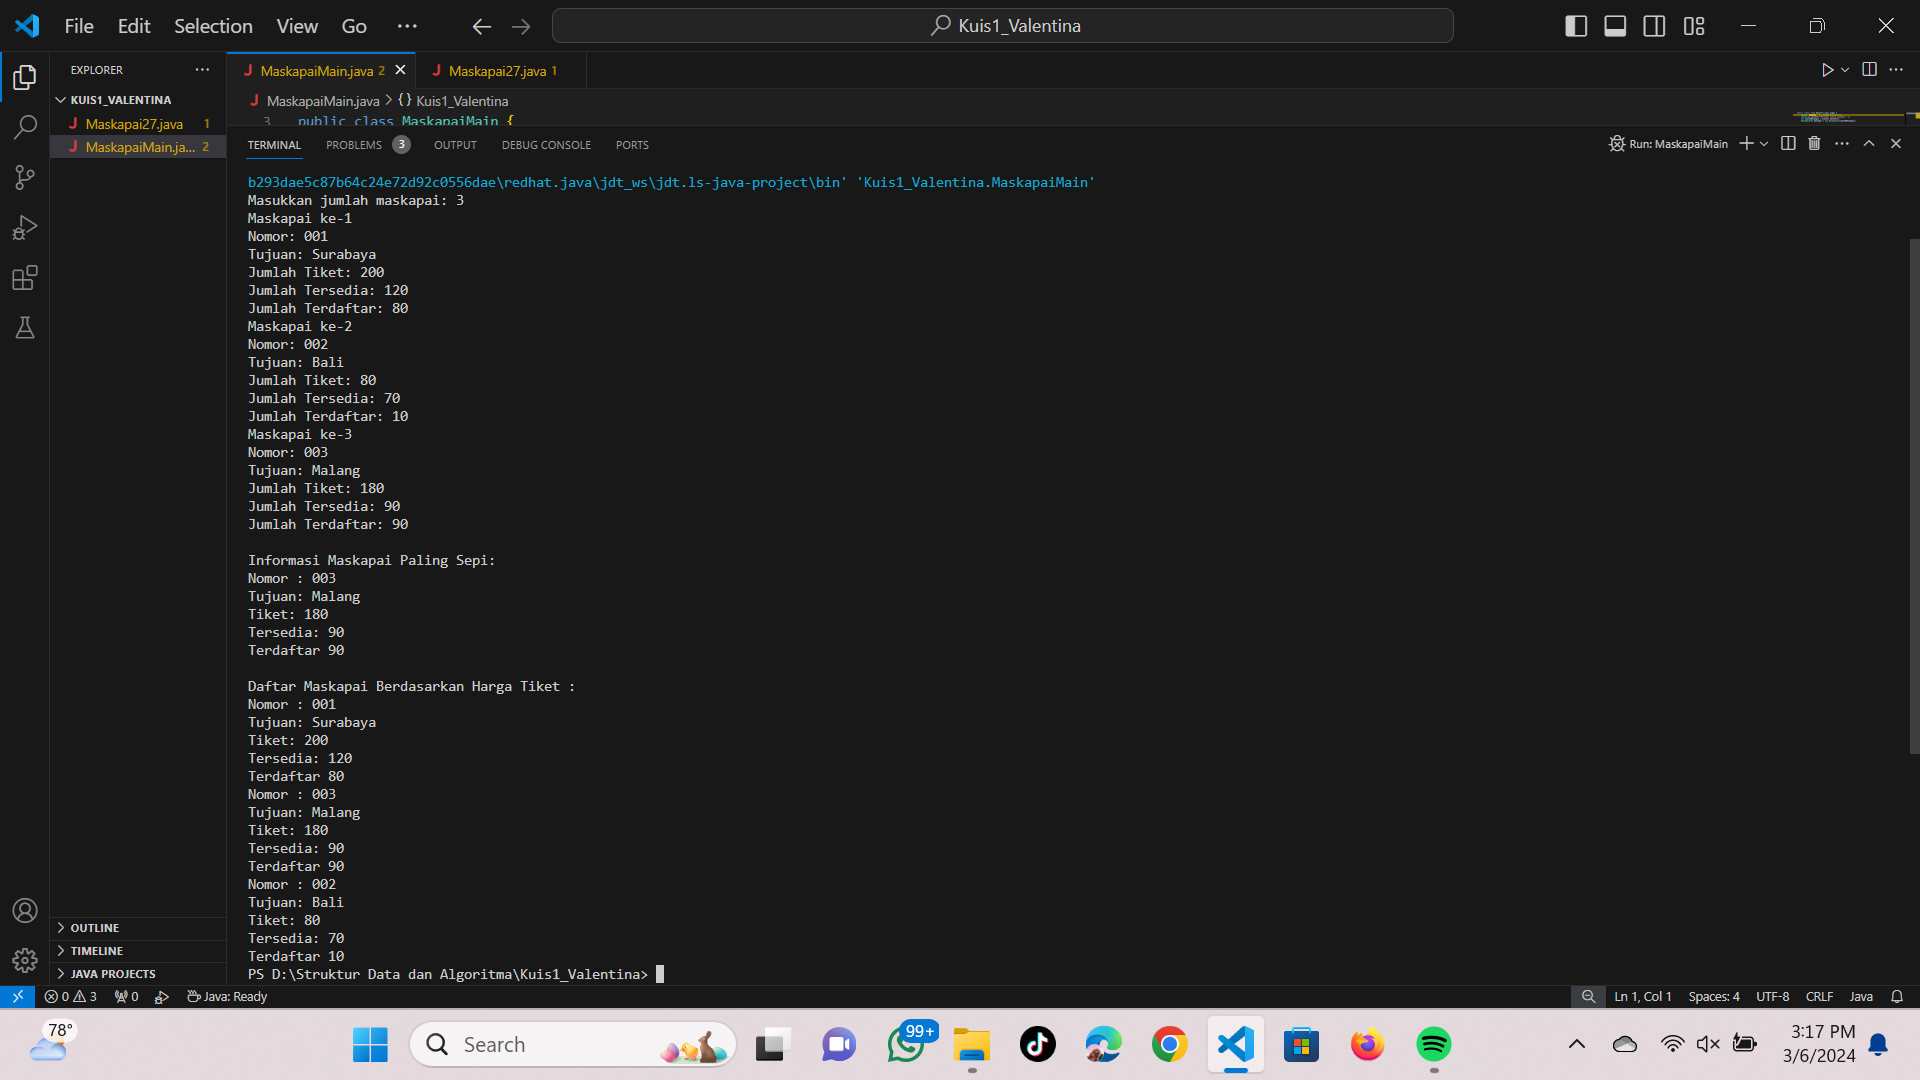 File Edit Selection View Go ··· Kuis1_Valentina
EXPLORER ···
MaskapaiMain.java 2
Maskapai27.java 1
KUIS1_VALENTINA
MaskapaiMain.java > {} Kuis1_Valentina
Maskapai27.java 1
3 public class MaskapaiMain {
MaskapaiMain.ja... 2
TERMINAL PROBLEMS 3 OUTPUT DEBUG CONSOLE PORTS
Run: MaskapaiMain
b293dae5c87b64c24e72d92c0556dae\redhat.java\jdt_ws\jdt.ls-java-project\bin' 'Kuis1_Valentina.MaskapaiMain'
Masukkan jumlah maskapai: 3
Maskapai ke-1
Nomor: 001
Tujuan: Surabaya
Jumlah Tiket: 200
Jumlah Tersedia: 120
Jumlah Terdaftar: 80
Maskapai ke-2
Nomor: 002
Tujuan: Bali
Jumlah Tiket: 80
Jumlah Tersedia: 70
Jumlah Terdaftar: 10
Maskapai ke-3
Nomor: 003
Tujuan: Malang
Jumlah Tiket: 180
Jumlah Tersedia: 90
Jumlah Terdaftar: 90
Informasi Maskapai Paling Sepi:
Nomor : 003
Tujuan: Malang
Tiket: 180
Tersedia: 90
Terdaftar 90
Daftar Maskapai Berdasarkan Harga Tiket :
Nomor : 001
Tujuan: Surabaya
Tiket: 200
Tersedia: 120
Terdaftar 80
Nomor : 003
Tujuan: Malang
Tiket: 180
Tersedia: 90
Terdaftar 90
Nomor : 002
Tujuan: Bali
Tiket: 80
Tersedia: 70
Terdaftar 10
PS D:\Struktur Data dan Algoritma\Kuis1_Valentina>
OUTLINE
TIMELINE
JAVA PROJECTS
0 3 0 Java: Ready
Ln 1, Col 1 Spaces: 4 UTF-8 CRLF Java
78°
Search
99+
3:17 PM
3/6/2024